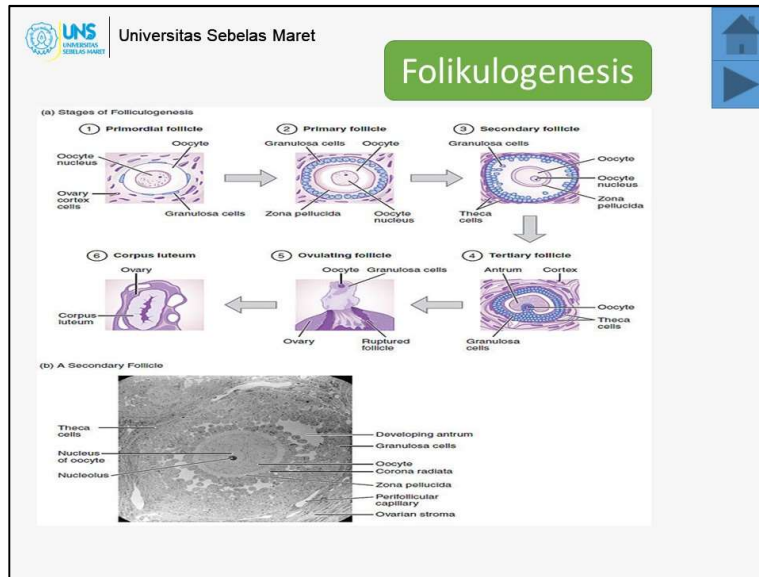 UNS
UNIVERSITAS
SEBELAS MARET
Universitas Sebelas Maret
Folikulogenesis
(a) Stages of Folliculogenesis
1 Primordial follicle
Oocyte nucleus
Oocyte
Ovary cortex cells
Granulosa cells
2 Primary follicle
Granulosa cells
Oocyte
Zona pellucida
Oocyte nucleus
3 Secondary follicle
Granulosa cells
Oocyte
Oocyte nucleus
Zona pellucida
Theca cells
6 Corpus luteum
Ovary
Corpus luteum
5 Ovulating follicle
Oocyte
Granulosa cells
Ovary
Ruptured follicle
4 Tertiary follicle
Antrum
Cortex
Oocyte
Theca cells
Granulosa cells
(b) A Secondary Follicle
Theca cells
Nucleus of oocyte
Nucleolus
Developing antrum
Granulosa cells
Oocyte
Corona radiata
Zona pellucida
Perifollicular capillary
Ovarian stroma